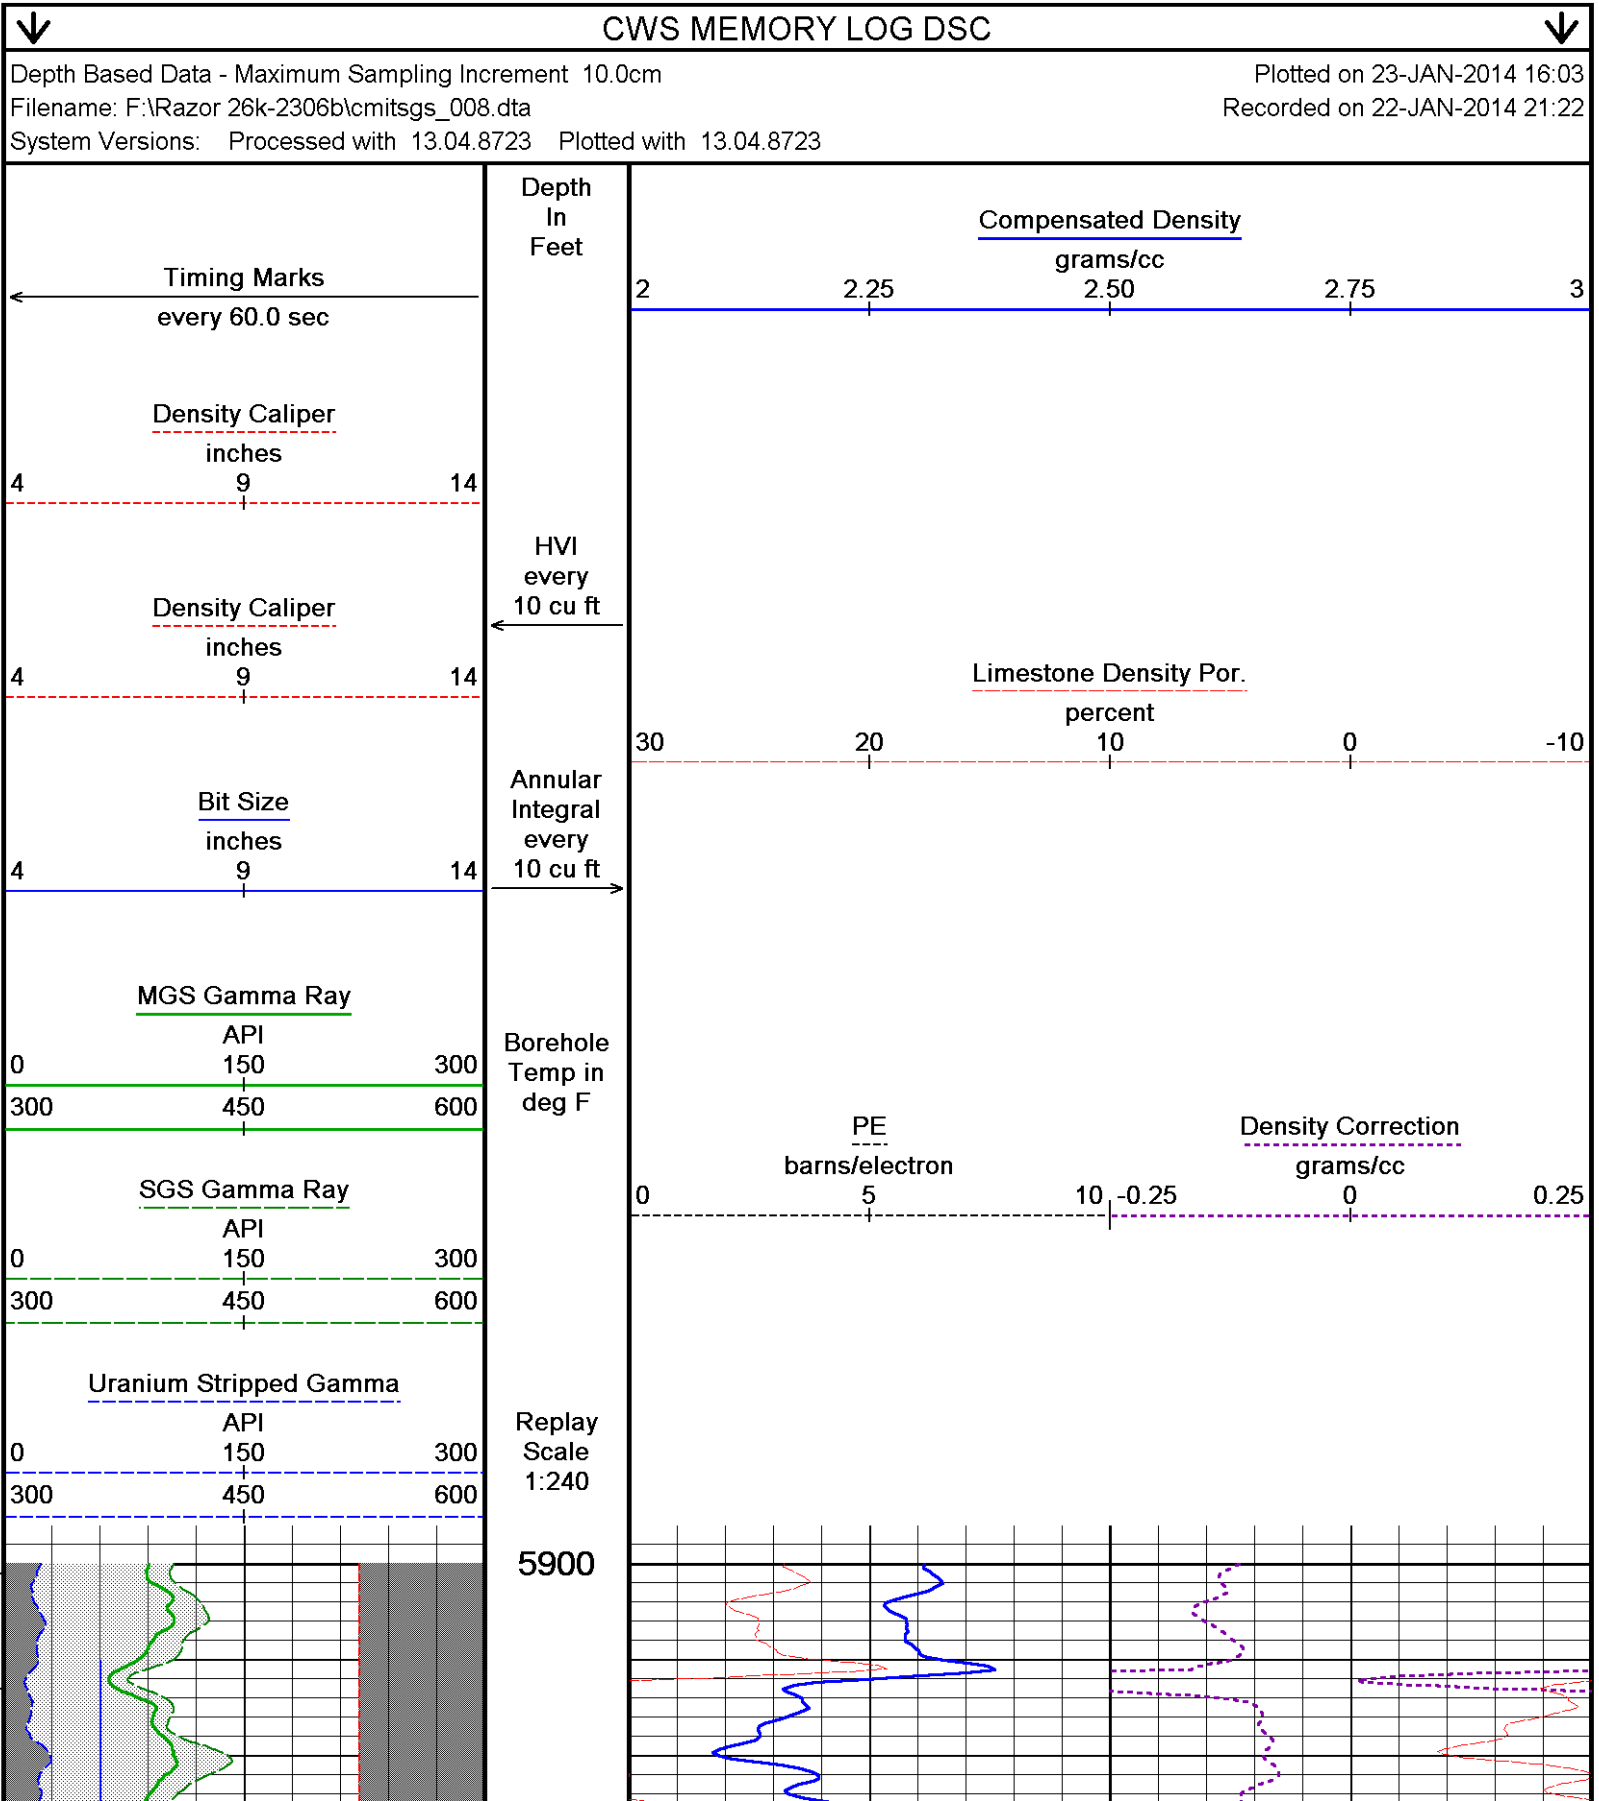 CWS MEMORY LOG DSC
Depth Based Data - Maximum Sampling Increment 10.0cm
Plotted on 23-JAN-2014 16:03
Filename: F:\Razor 26k-2306b\cmitsgs_008.dta
Recorded on 22-JAN-2014 21:22
System Versions: Processed with 13.04.8723 Plotted with 13.04.8723
Timing Marks
every 60.0 sec
Density Caliper
inches
4 9 14
Density Caliper
inches
4 9 14
Bit Size
inches
4 9 14
MGS Gamma Ray
API
0 150 300
300 450 600
SGS Gamma Ray
API
0 150 300
300 450 600
Uranium Stripped Gamma
API
0 150 300
300 450 600
Depth
In
Feet
HVI
every
10 cu ft
Annular
Integral
every
10 cu ft
Borehole
Temp in
deg F
Replay
Scale
1:240
5900
Compensated Density
grams/cc
2 2.25 2.50 2.75 3
Limestone Density Por.
percent
30 20 10 0 -10
PE
barns/electron
0 5 10
Density Correction
grams/cc
-0.25 0 0.25